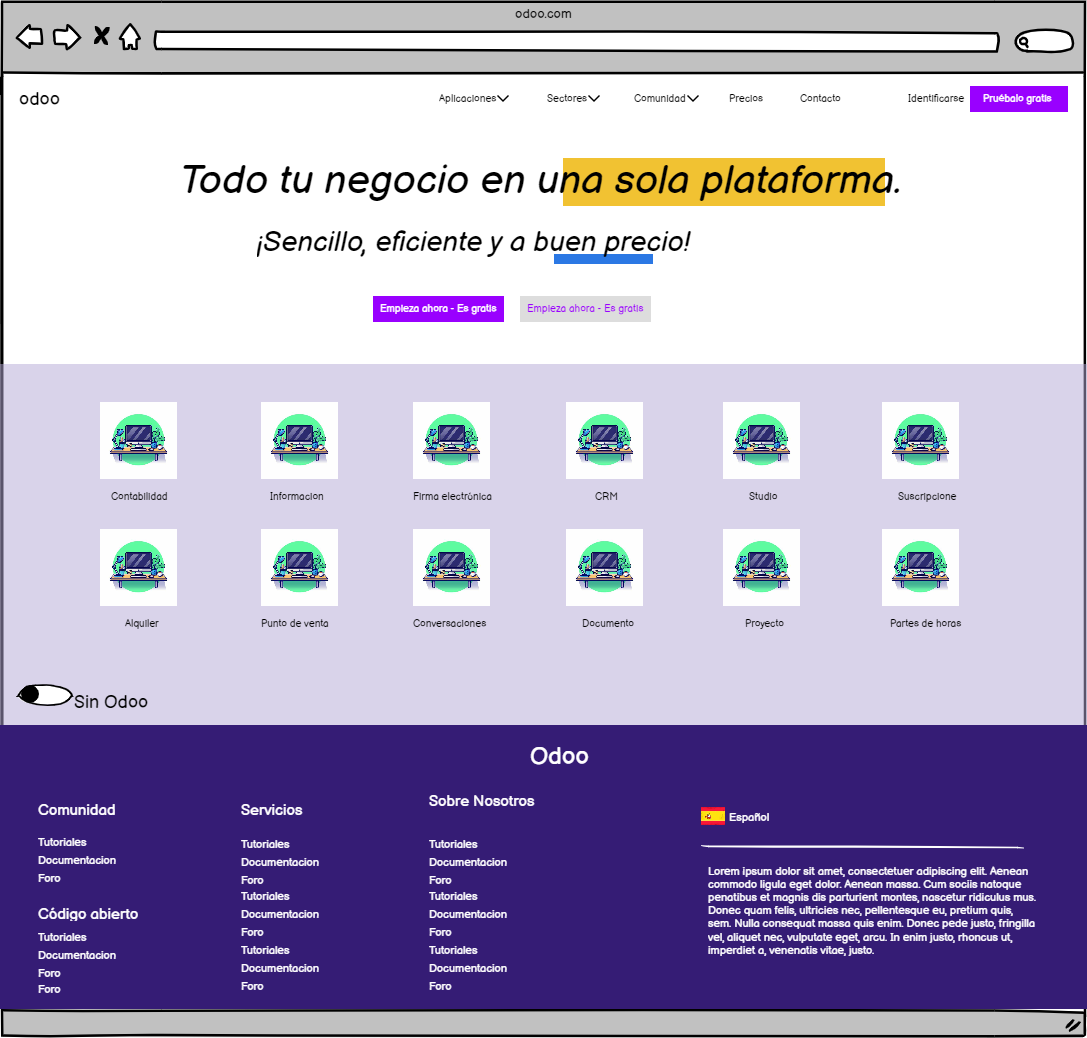 odoo.com
odoo
Aplicaciones
Sectores
Comunidad
Precios
Contacto
Identificarse
Pruébalo gratis
Todo tu negocio en una sola plataforma.
¡Sencillo, eficiente y a buen precio!
Empieza ahora - Es gratis
Empieza ahora - Es gratis
Contabilidad
Informacion
Firma electrónica
CRM
Studio
Suscripcione
Alquiler
Punto de venta
Conversaciones
Documento
Proyecto
Partes de horas
Sin Odoo
Odoo
Comunidad
Tutoriales
Documentacion
Foro
Código abierto
Tutoriales
Documentacion
Foro
Foro
Servicios
Tutoriales
Documentacion
Foro
Tutoriales
Documentacion
Foro
Tutoriales
Documentacion
Foro
Sobre Nosotros
Tutoriales
Documentacion
Foro
Tutoriales
Documentacion
Foro
Tutoriales
Documentacion
Foro
Español
Lorem ipsum dolor sit amet, consectetuer adipiscing elit. Aenean
commodo ligula eget dolor. Aenean massa. Cum sociis natoque
penatibus et magnis dis parturient montes, nascetur ridiculus mus.
Donec quam felis, ultricies nec, pellentesque eu, pretium quis,
sem. Nulla consequat massa quis enim. Donec pede justo, fringilla
vel, aliquet nec, vulputate eget, arcu. In enim justo, rhoncus ut,
imperdiet a, venenatis vitae, justo.